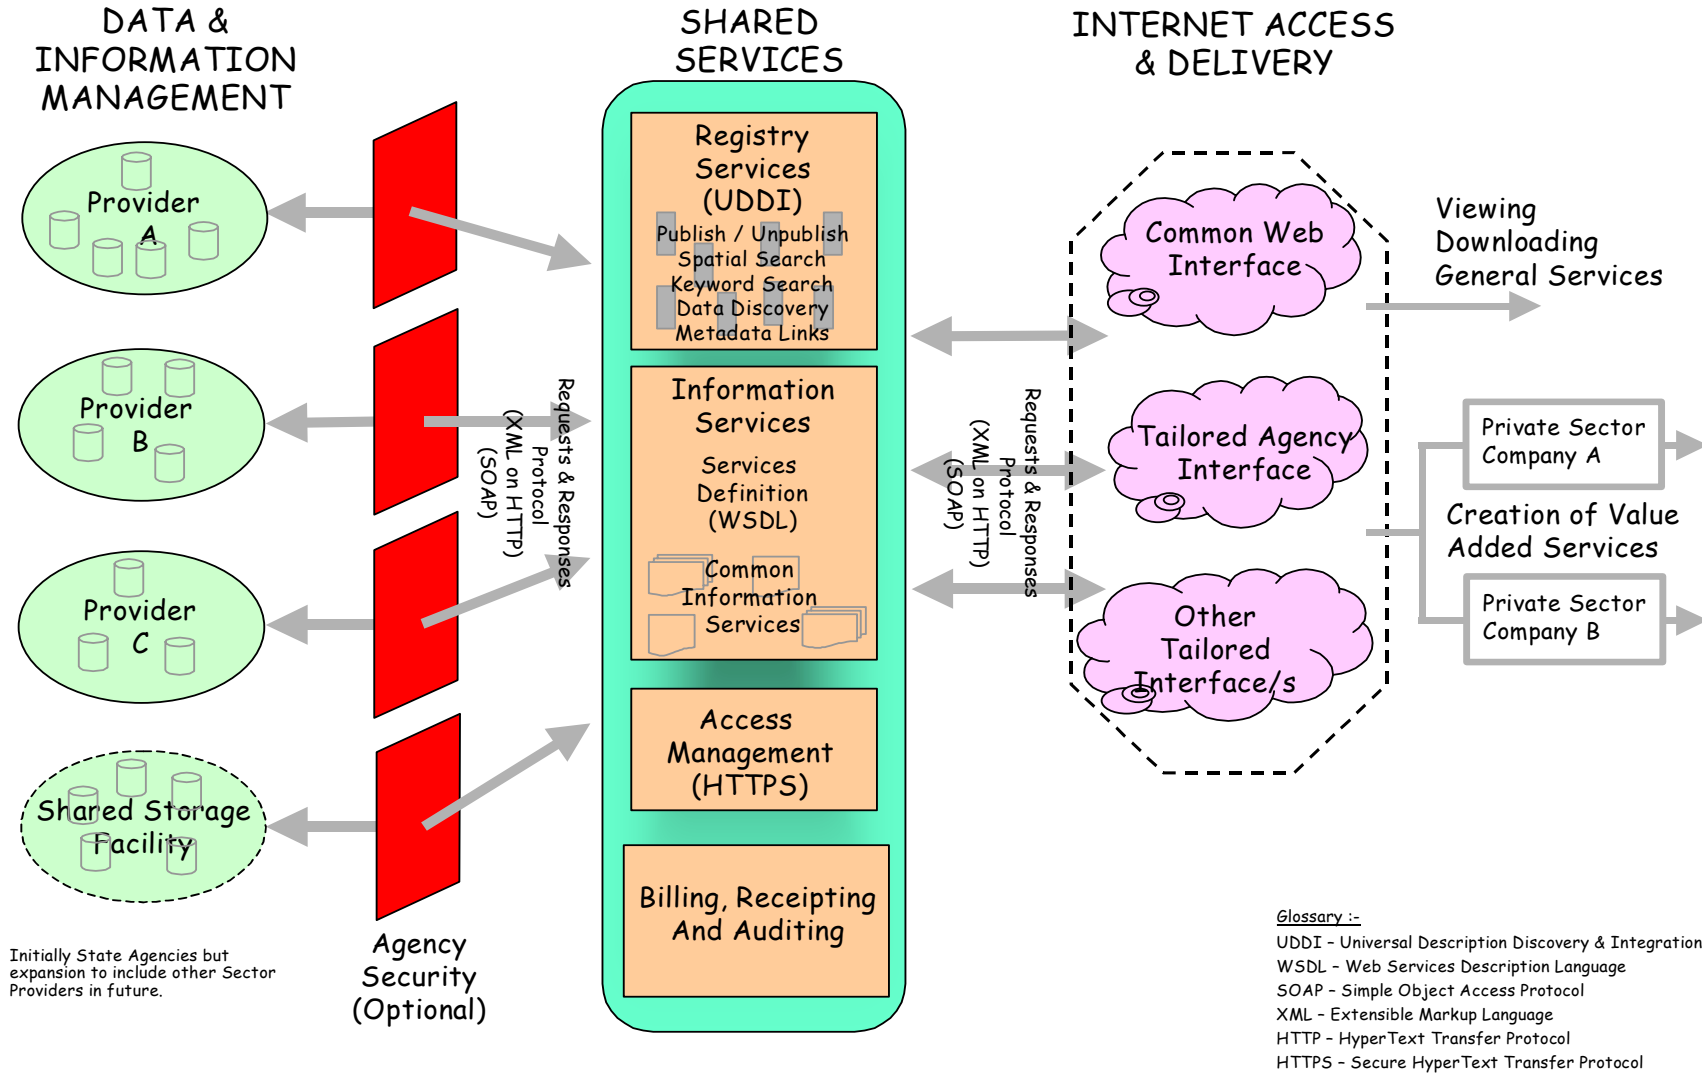 DATA &
INFORMATION
MANAGEMENT
Provider
A
Provider
B
Provider
C
Shared Storage
Facility
Initially State Agencies but
expansion to include other Sector
Providers in future.
Agency
Security
(Optional)
Requests & Responses
Protocol
(XML on HTTP)
(SOAP)
SHARED
SERVICES
Registry
Services
(UDDI)
Publish / Unpublish
Spatial Search
Keyword Search
Data Discovery
Metadata Links
Information
Services
Services
Definition
(WSDL)
Common
Information
Services
Access
Management
(HTTPS)
Billing, Receipting
And Auditing
Requests & Responses
Protocol
(XML on HTTP)
(SOAP)
INTERNET ACCESS
& DELIVERY
Common Web
Interface
Tailored Agency
Interface
Other
Tailored
Interface/s
Viewing
Downloading
General Services
Private Sector
Company A
Creation of Value
Added Services
Private Sector
Company B
Glossary :-
UDDI – Universal Description Discovery & Integration
WSDL – Web Services Description Language
SOAP – Simple Object Access Protocol
XML – Extensible Markup Language
HTTP – HyperText Transfer Protocol
HTTPS – Secure HyperText Transfer Protocol